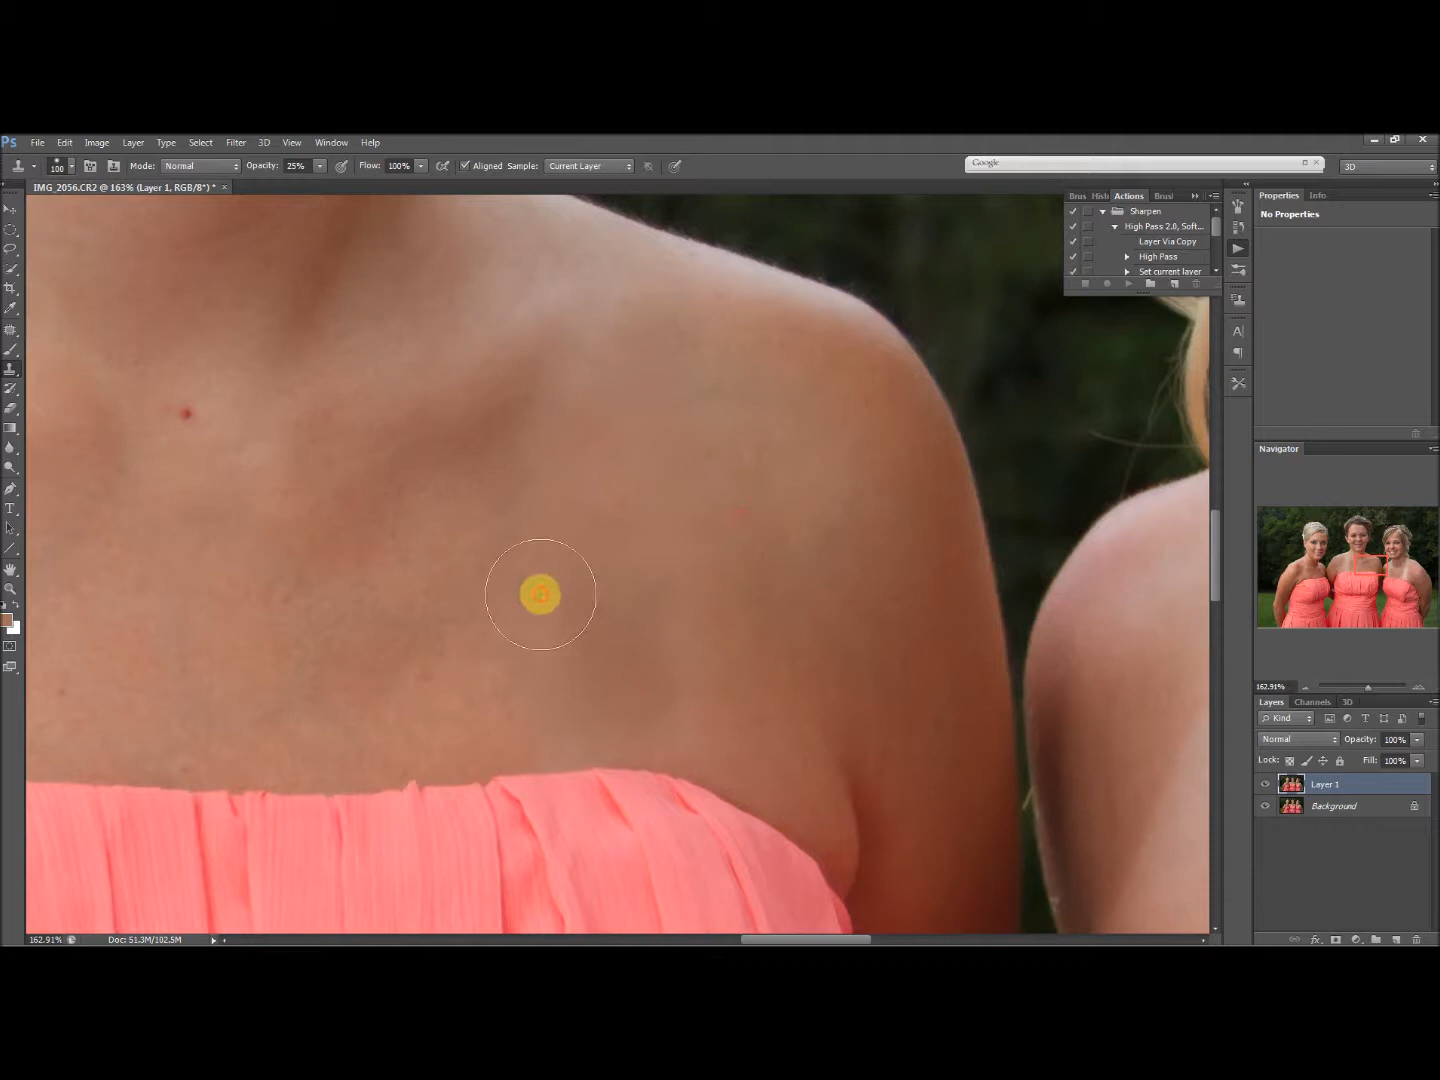 Ps File Edit Image Layer Type Select Filter 3D View Window Help
100 Mode: Normal Opacity: 25% Flow: 100% Aligned Sample: Current Layer Google 3D
IMG_2056.CR2 @ 163% (Layer 1, RGB/8*) * ×
Brus Hist Actions Brusl
Sharpen
High Pass 2.0, Soft...
Layer Via Copy
High Pass
Set current layer
Properties Info
No Properties
Navigator
162.91%
Layers Channels 3D
Kind
Normal Opacity: 100%
Lock: Fill: 100%
Layer 1
Background
162.91% Doc: 51.3M/102.5M